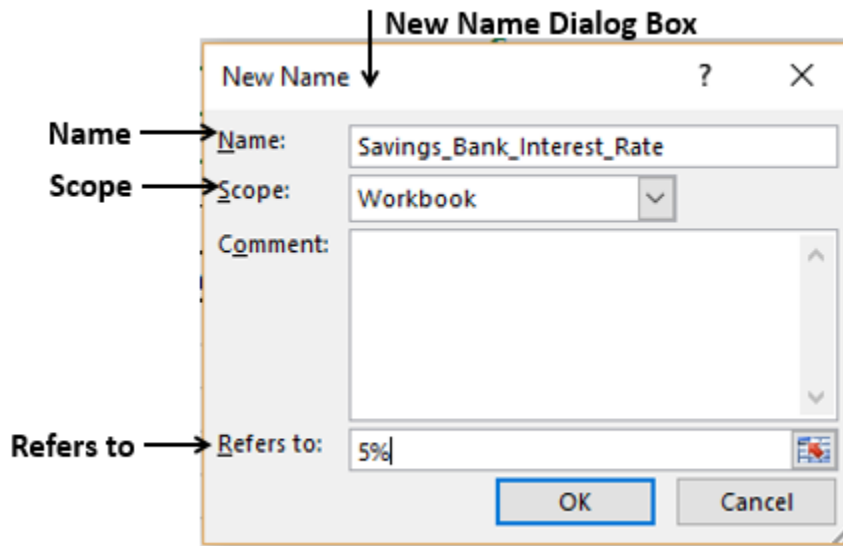 New Name Dialog Box
New Name ? X
Name Name: Savings_Bank_Interest_Rate
Scope Scope: Workbook
Comment:
Refers to Refers to: 5%
OK Cancel